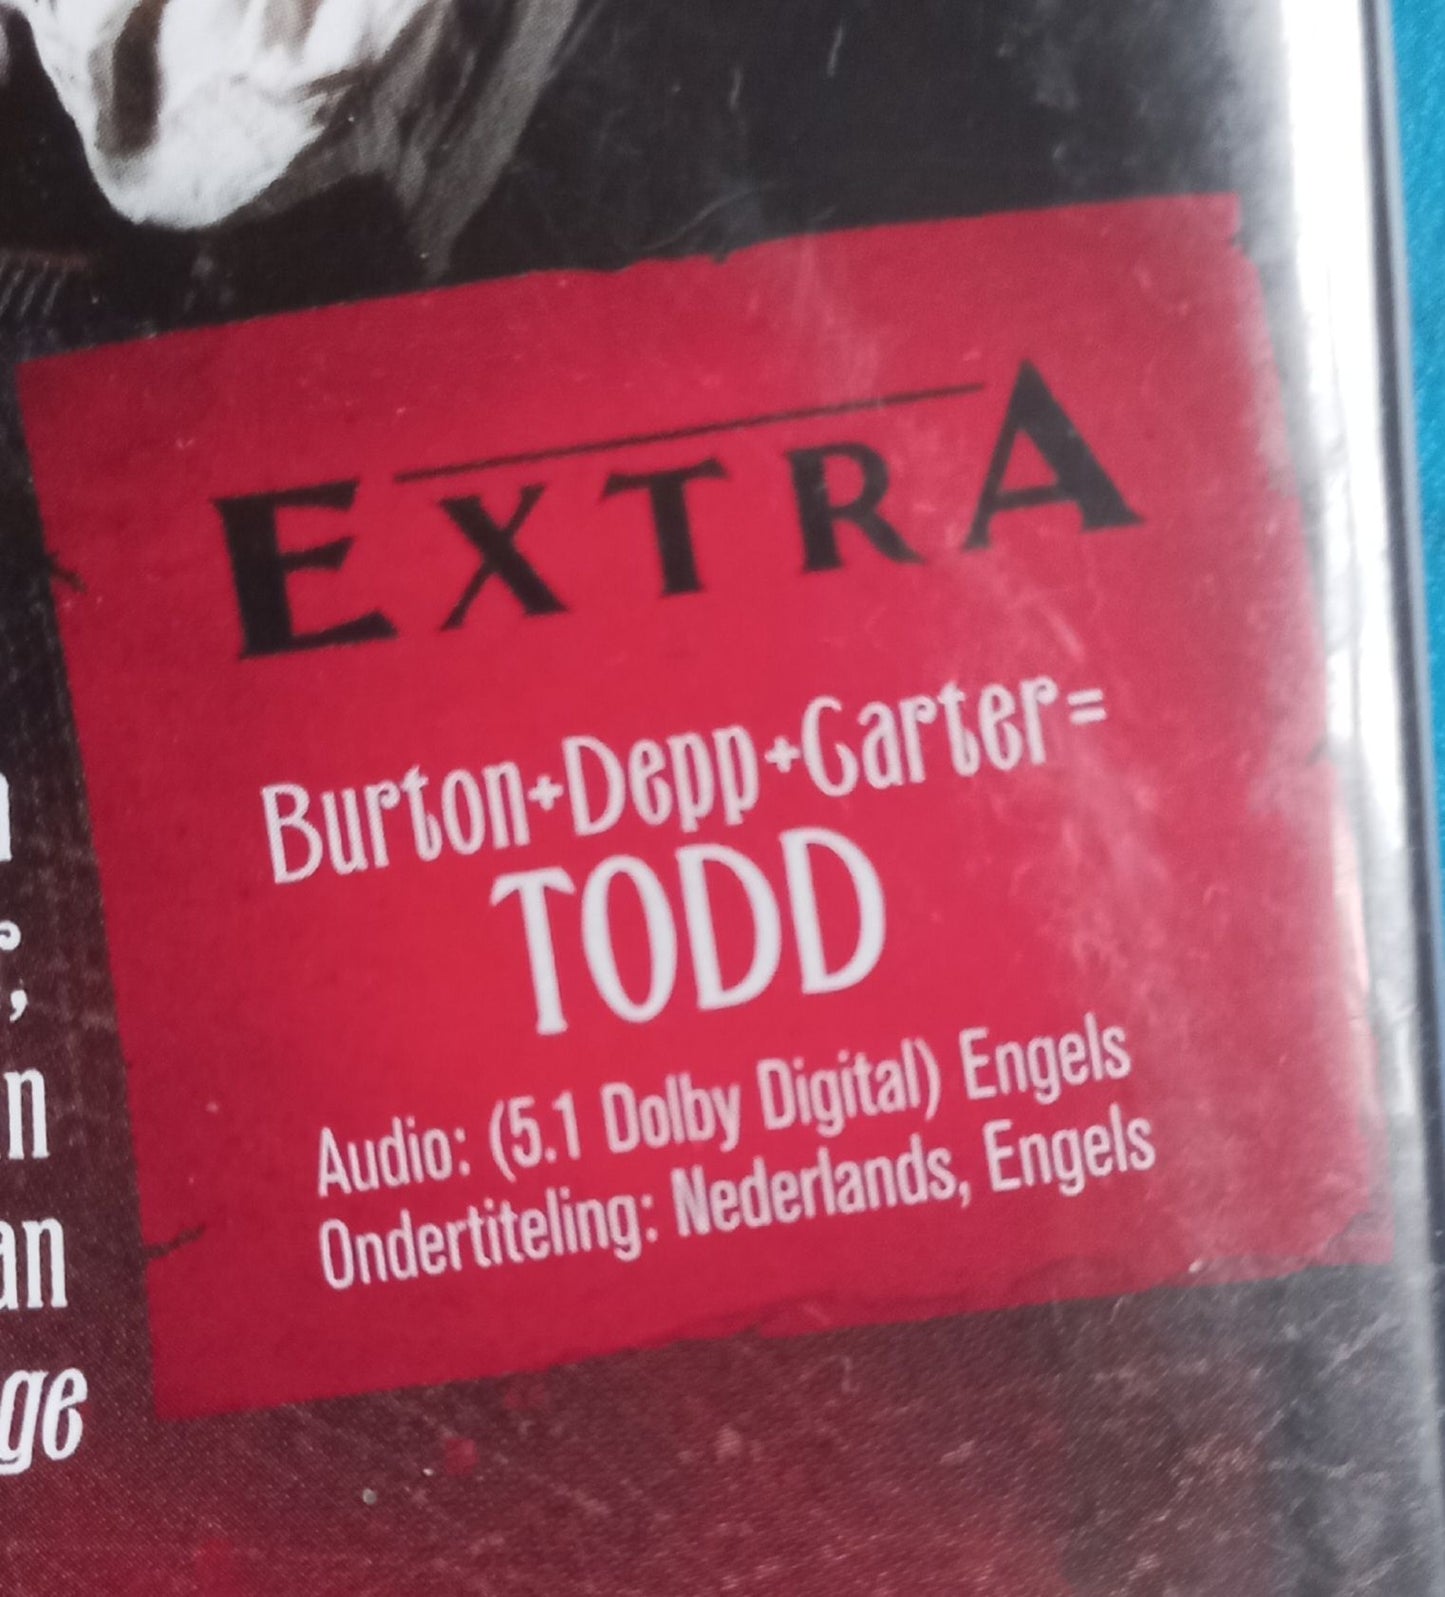 EXTRA
Burton+Depp+Carter=
TODD
Audio: (5.1 Dolby Digital) Engels
Ondertiteling: Nederlands, Engels